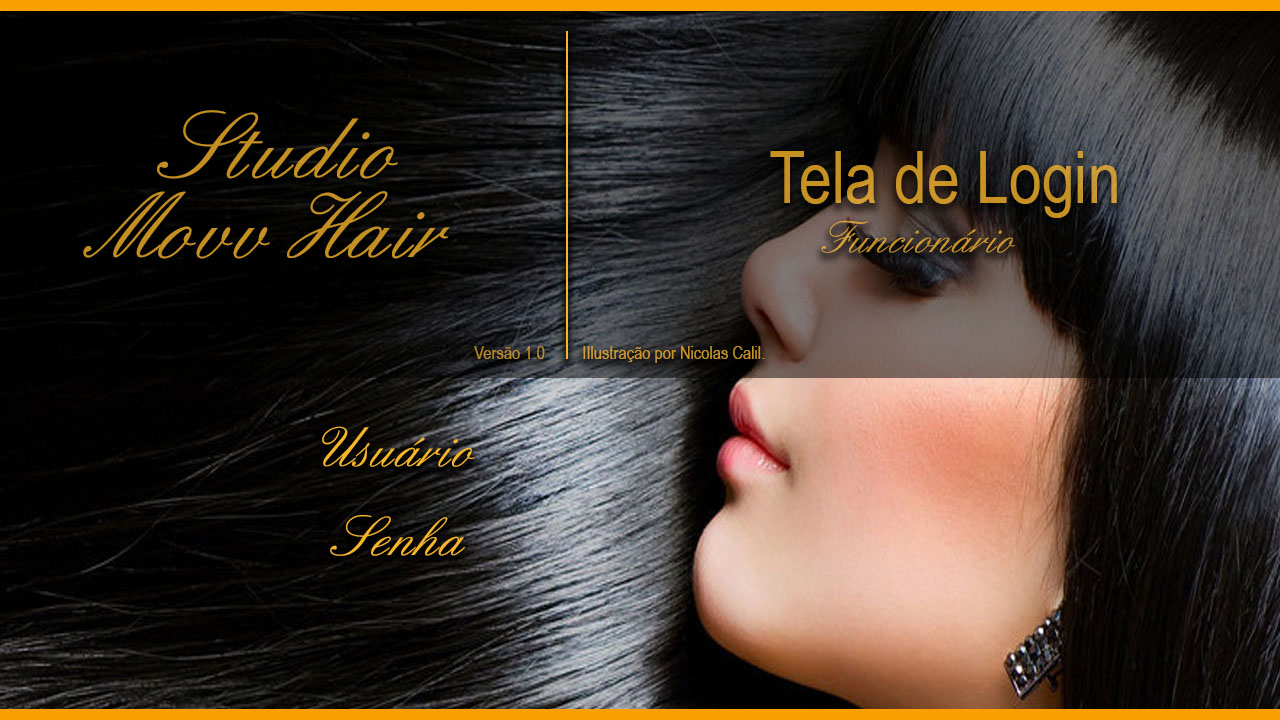 Studio
Movv Hair
Tela de Login
Funcionário
Versão 1.0
Illustração por Nicolas Calil.
Usuário
Senha